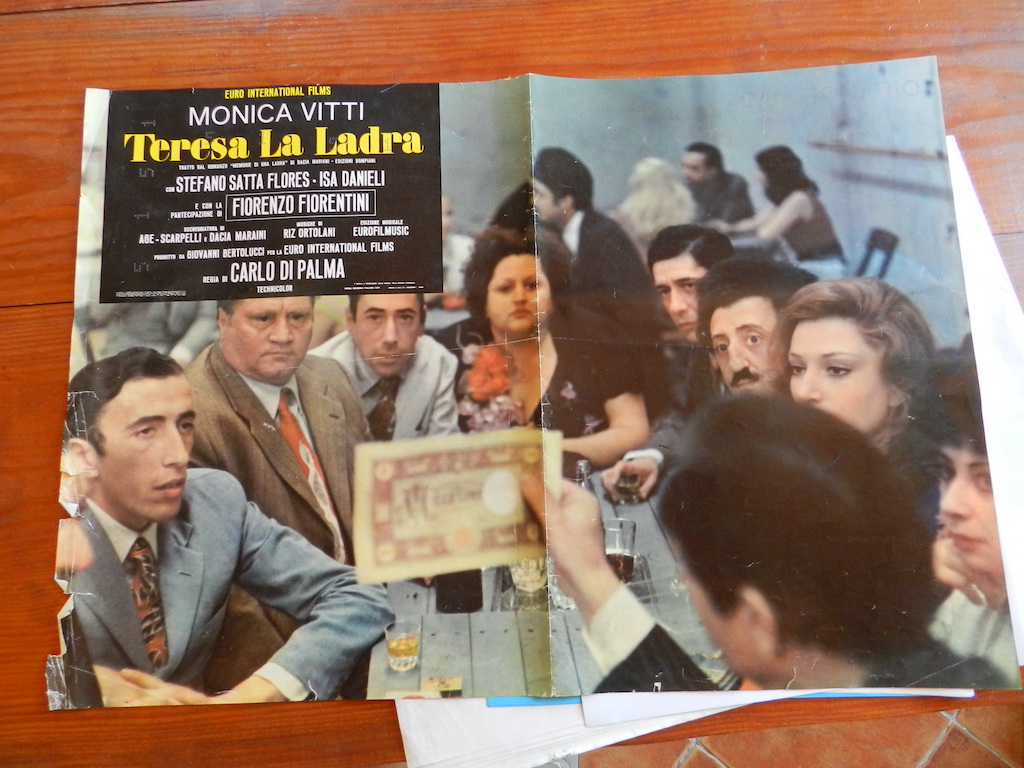 EURO INTERNATIONAL FILMS
MONICA VITTI
Teresa La Ladra
TRATTO DAL ROMANZO "MEMORIE DI UNA LADRA" DI DACIA MARAINI - EDIZIONI BOMPIANI
CON STEFANO SATTA FLORES - ISA DANIELI
E CON LA PARTECIPAZIONE DI FIORENZO FIORENTINI
SCENEGGIATURA DI AGE - SCARPELLI E DACIA MARAINI
MUSICHE DI RIZ ORTOLANI
EDIZIONE MUSICALE EUROFILMUSIC
PRODOTTO DA GIOVANNI BERTOLUCCI PER LA EURO INTERNATIONAL FILMS
REGIA DI CARLO DI PALMA
TECHNICOLOR